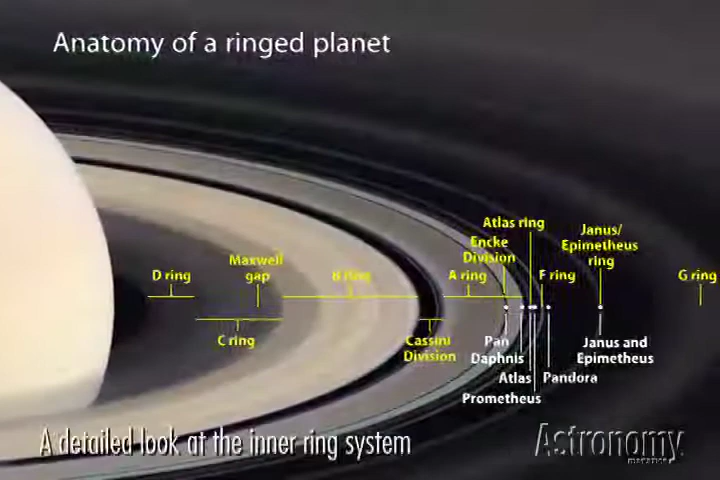 Anatomy of a ringed planet
Atlas ring
Encke
Division
Janus/
Epimetheus
ring
Maxwell
gap
D ring
B ring
A ring
F ring
G ring
C ring
Cassini
Division
Pan
Daphnis
Janus and
Epimetheus
Atlas
Pandora
Prometheus
A detailed look at the inner ring system
Astronomy
magazine